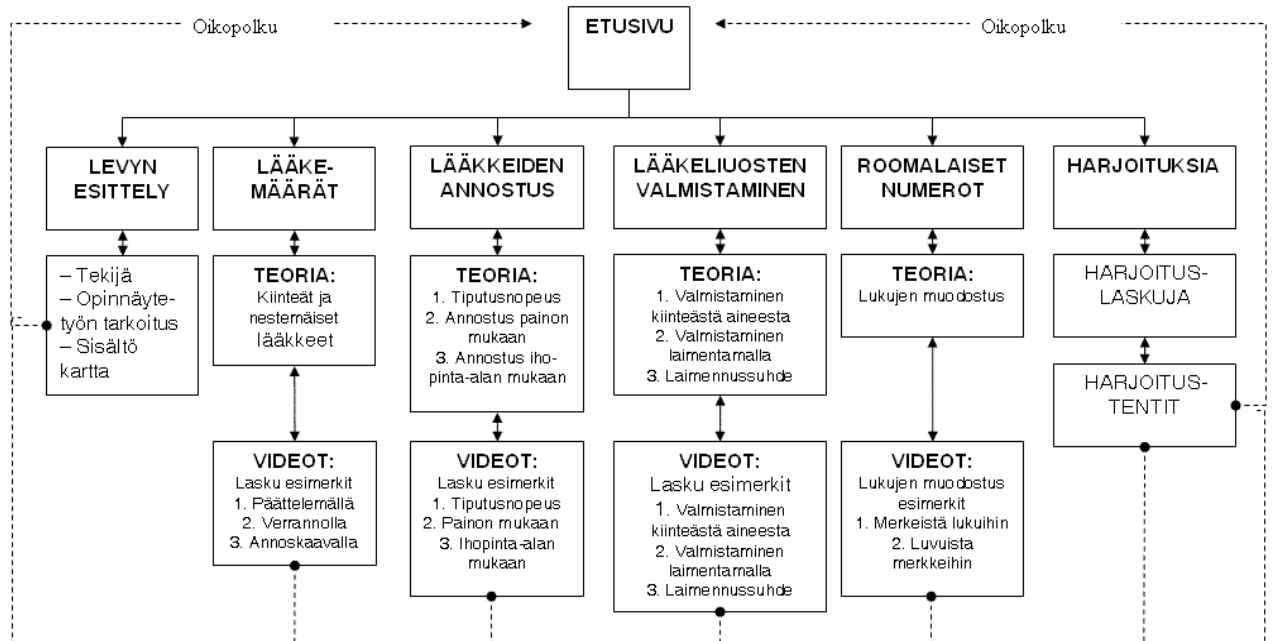 Oikopolku
ETUSIVU
Oikopolku
LEVYN
ESITTELY
– Tekijä
– Opinnäyte-
työn tarkoitus
– Sisältö
kartta
LÄÄKE-
MÄÄRÄT
TEORIA:
Kiinteät ja
nestemäiset
lääkkeet
VIDEOT:
Lasku esimerkit
1. Päättelemällä
2. Verrannolla
3. Annoskaavalla
LÄÄKKEIDEN
ANNOSTUS
TEORIA:
1. Tiputusnopeus
2. Annostus painon
mukaan
3. Annostus iho-
pinta-alan mukaan
VIDEOT:
Lasku esimerkit
1. Tiputusnopeus
2. Painon mukaan
3. Ihopinta-alan
mukaan
LÄÄKELIUOSTEN
VALMISTAMINEN
TEORIA:
1. Valmistaminen
kiinteästä aineesta
2. Valmistaminen
laimentamalla
3. Laimennussuhde
VIDEOT:
Lasku esimerkit
1. Valmistaminen
kiinteästä aineesta
2. Valmistaminen
laimentamalla
3. Laimennussuhde
ROOMALAISET
NUMEROT
TEORIA:
Lukujen muodostus
VIDEOT:
Lukujen muodostus
esimerkit
1. Merkeistä lukuihin
2. Luvuista
merkkeihin
HARJOITUKSIA
HARJOITUS-
LASKUJA
HARJOITUS-
TENTIT